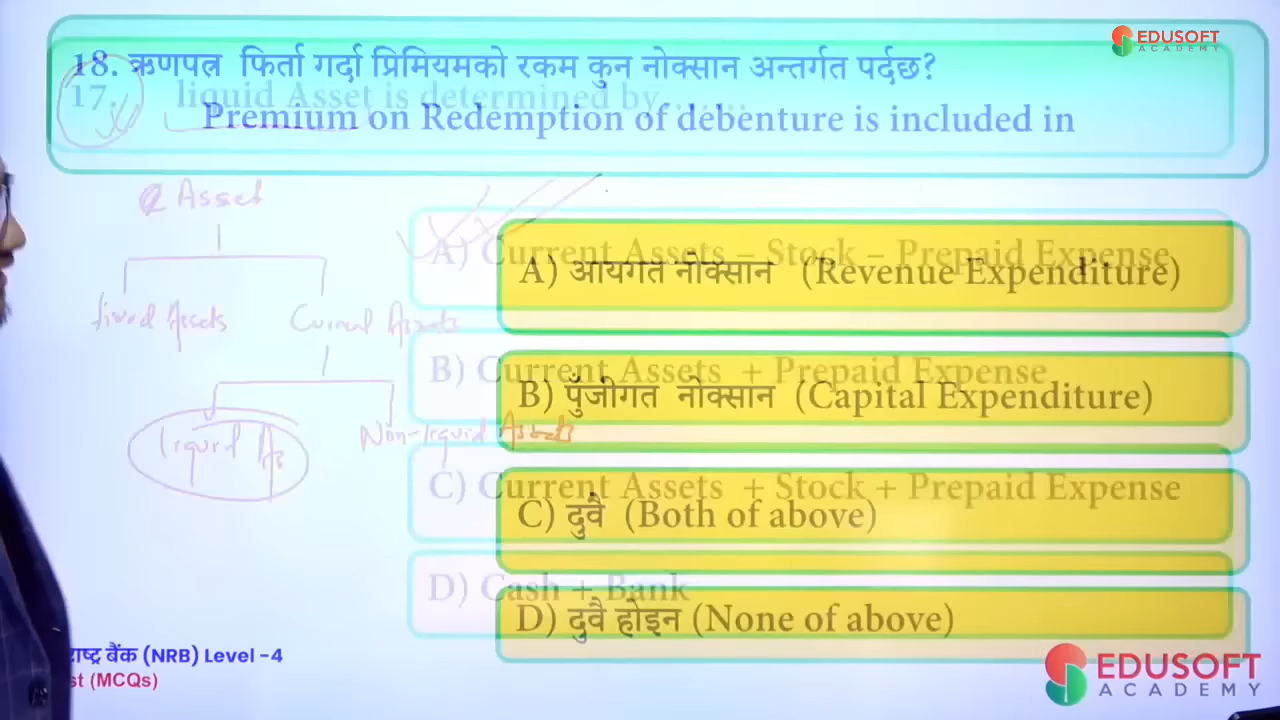 EDUSOFT
ACADEMY
18. ऋणपत्र फिर्ता गर्दा प्रिमियमको रकम कुन नोक्सान अन्तर्गत पर्दछ?
17. liquid Asset is determined by.......
Premium on Redemption of debenture is included in
Asset
fixed Assets
Current Assets
liquid As
Non-liquid Assets
A) Current Assets – Stock – Prepaid Expense
A) आयगत नोक्सान (Revenue Expenditure)
B) Current Assets + Prepaid Expense
B) पुँजीगत नोक्सान (Capital Expenditure)
C) Current Assets + Stock + Prepaid Expense
C) दुवै (Both of above)
D) Cash + Bank
D) दुवै होइन (None of above)
राष्ट्र बैंक (NRB) Level -4
st (MCQs)
EDUSOFT
ACADEMY